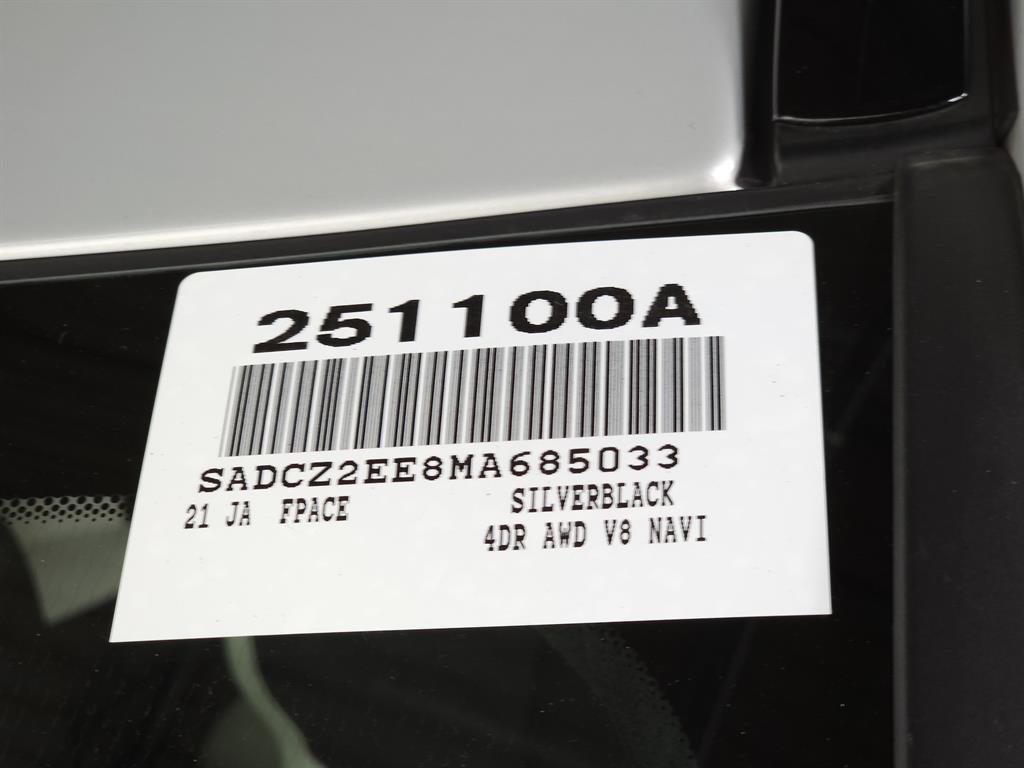 251100A
SADCZ2EE8MA685033
21 JA FPACE SILVERBLACK
4DR AWD V8 NAVI